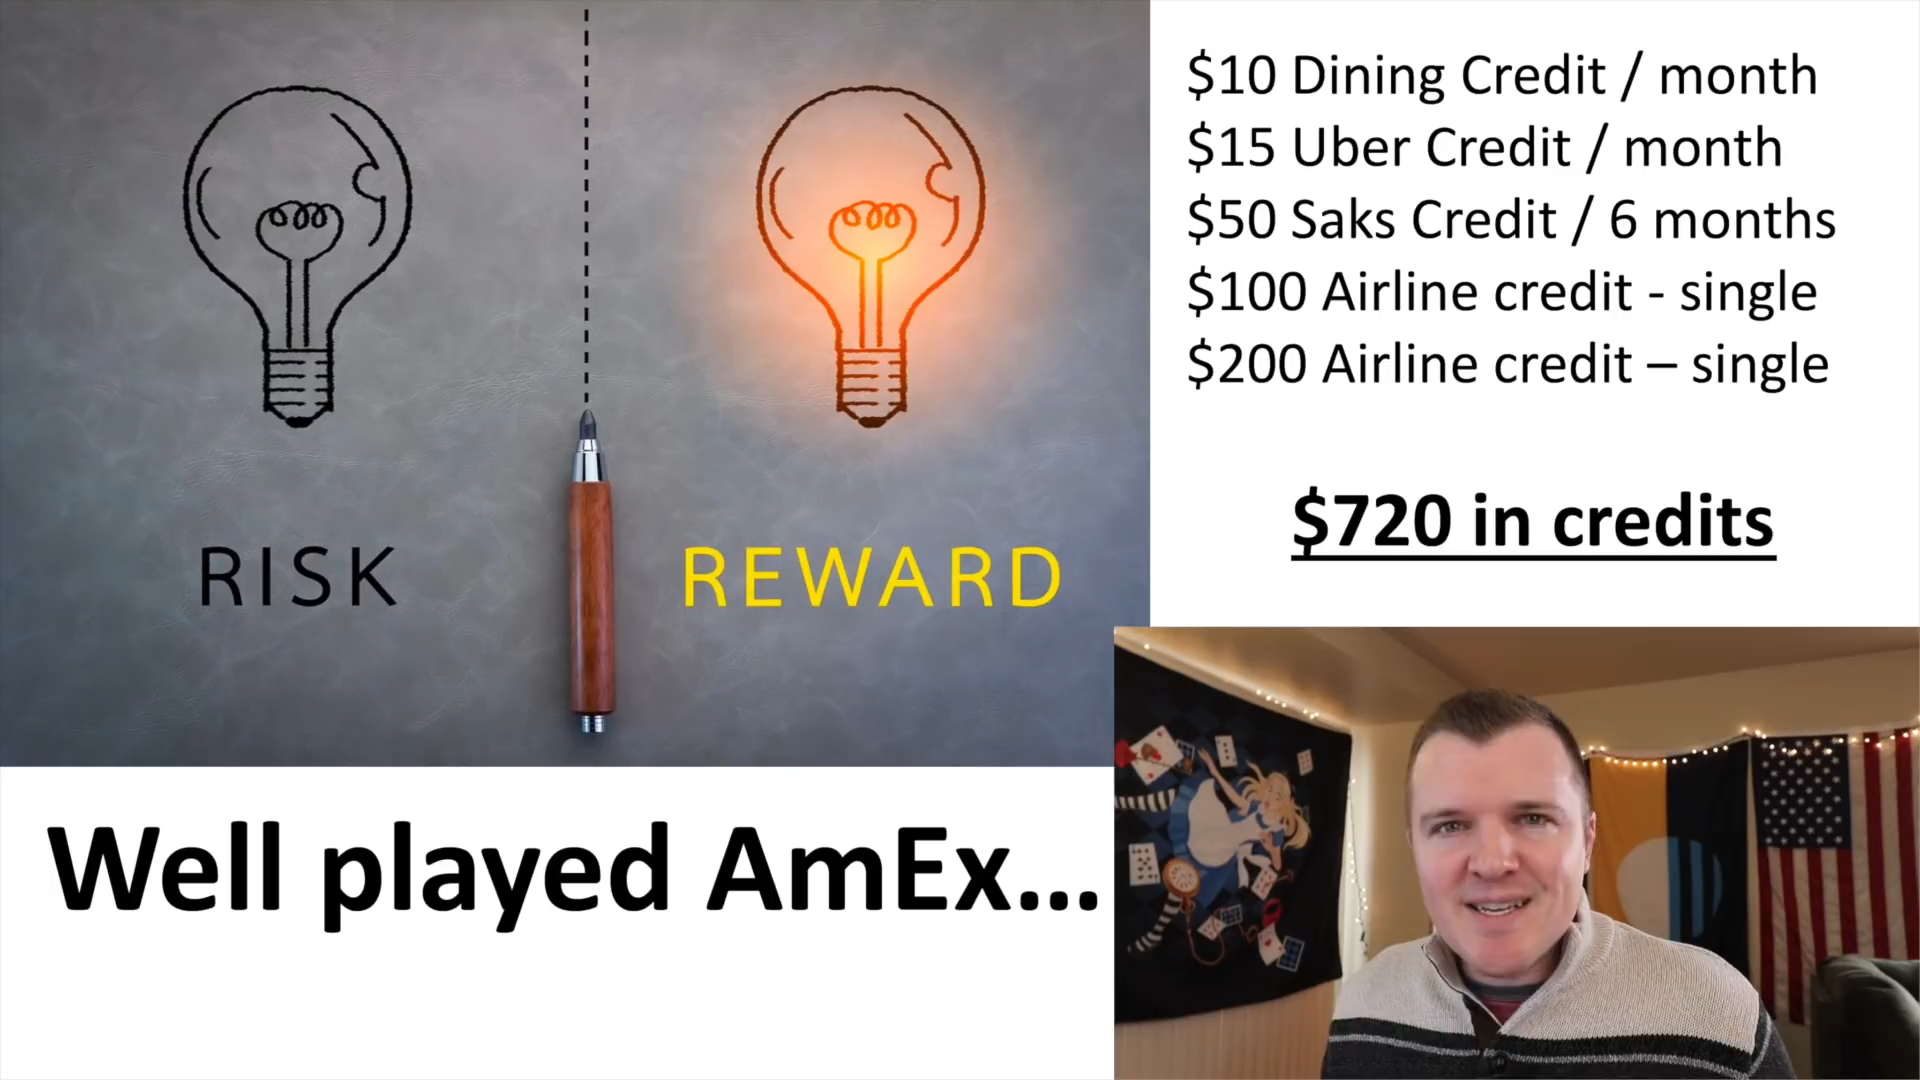 RISK
REWARD
$10 Dining Credit / month
$15 Uber Credit / month
$50 Saks Credit / 6 months
$100 Airline credit - single
$200 Airline credit – single
$720 in credits
Well played AmEx...